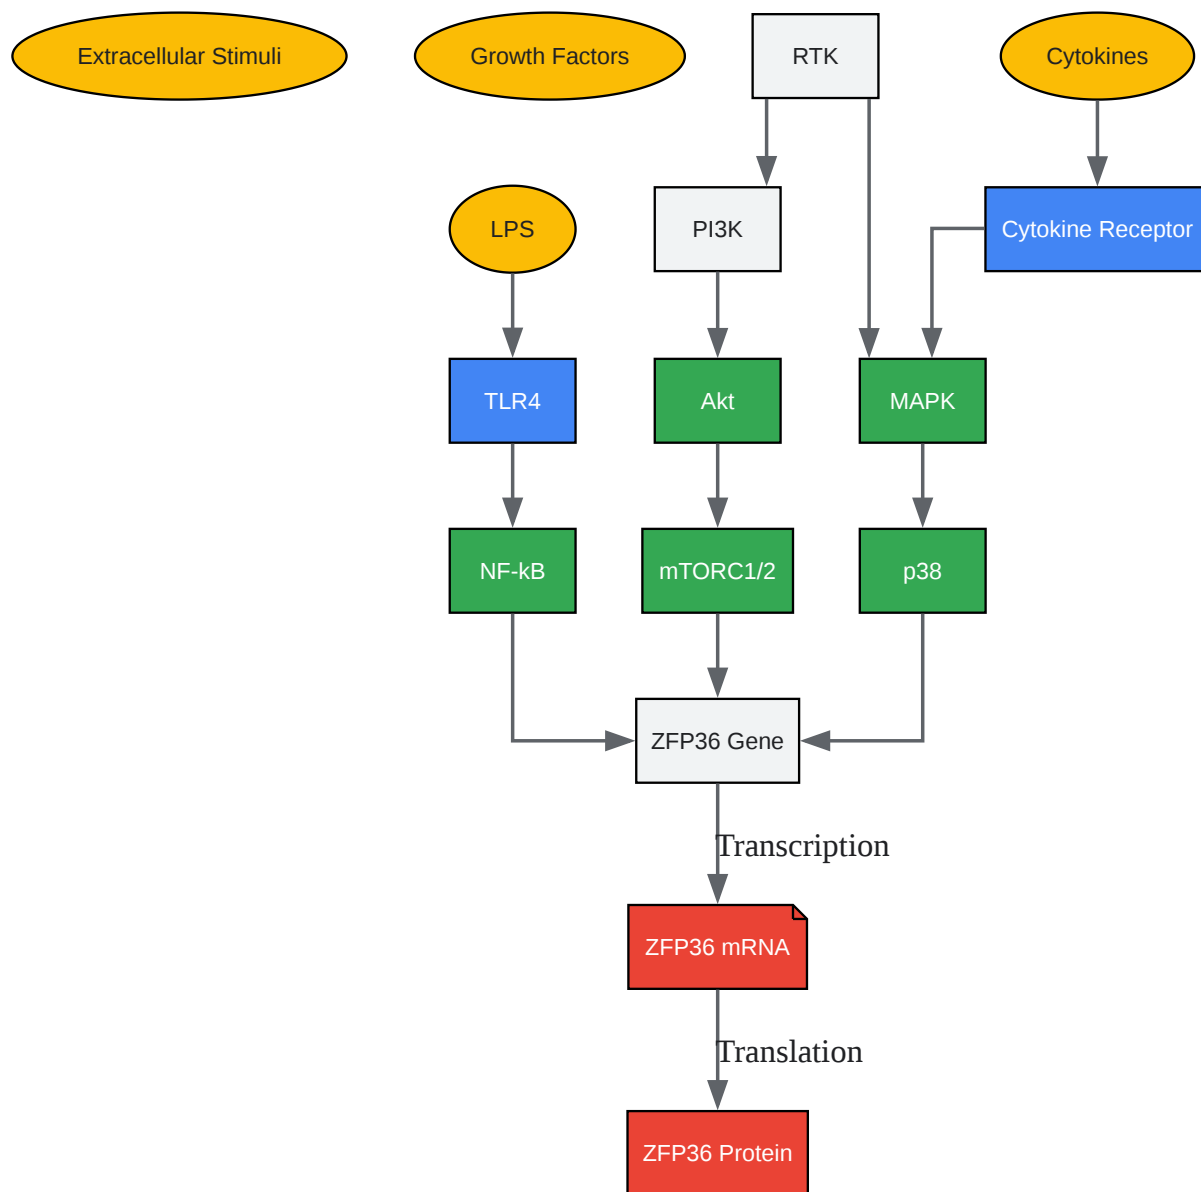 Extracellular Stimuli
Growth Factors
RTK
Cytokines
LPS
PI3K
Cytokine Receptor
TLR4
Akt
MAPK
NF-kB
mTORC1/2
p38
ZFP36 Gene
Transcription
ZFP36 mRNA
Translation
ZFP36 Protein